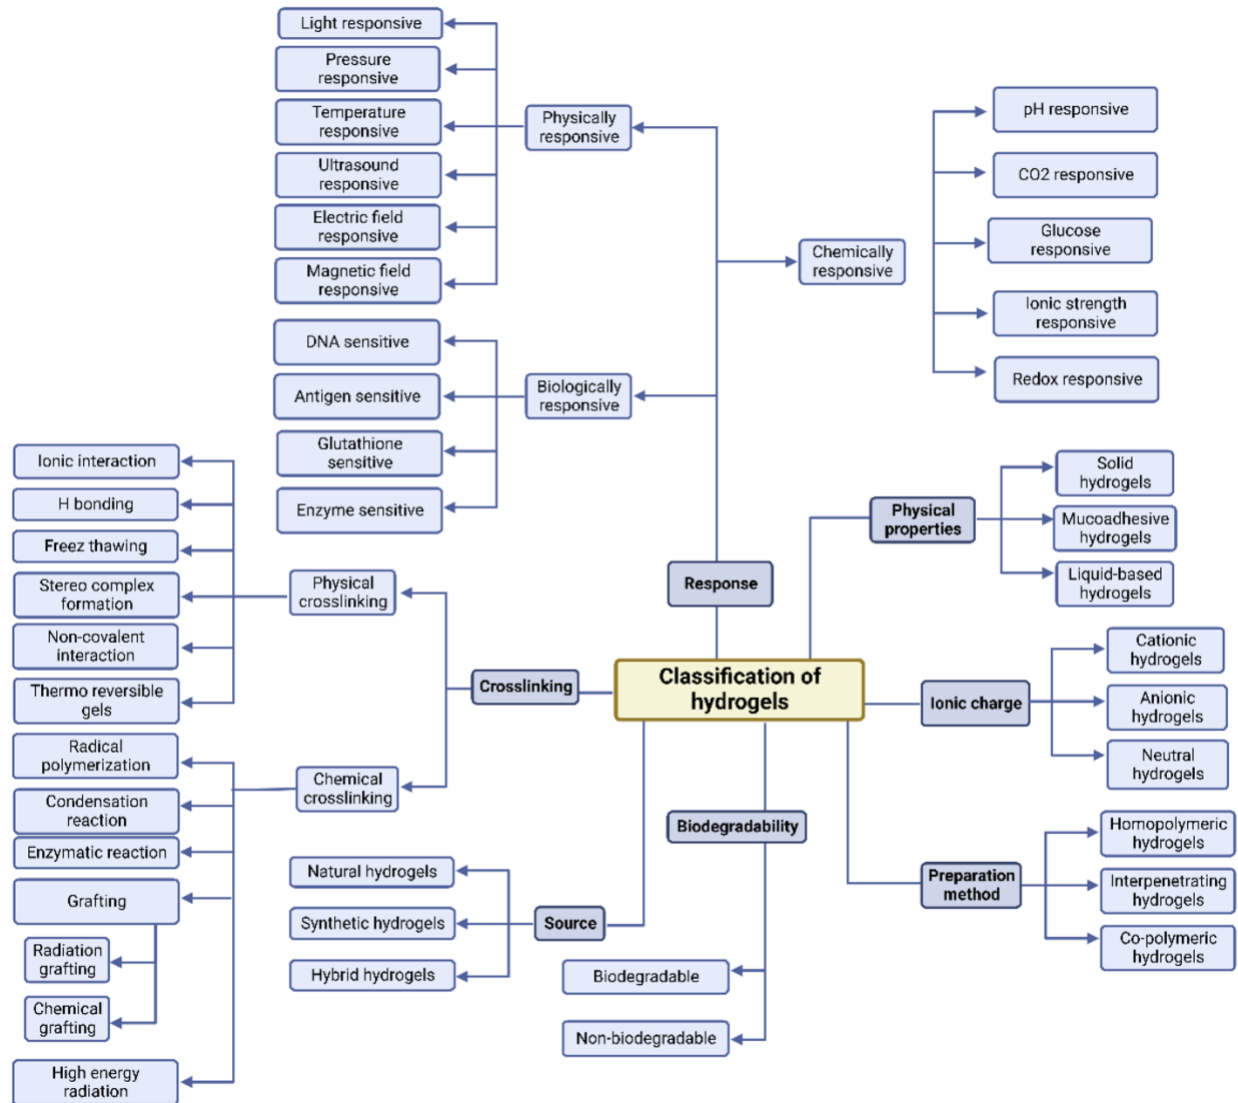 Light responsive
Pressure
responsive
Temperature
responsive
Ultrasound
responsive
Electric field
responsive
Magnetic field
responsive
Physically
responsive
pH responsive
CO2 responsive
Glucose
responsive
Ionic strength
responsive
Redox responsive
Chemically
responsive
DNA sensitive
Antigen sensitive
Glutathione
sensitive
Enzyme sensitive
Biologically
responsive
Response
Physical
properties
Solid
hydrogels
Mucoadhesive
hydrogels
Liquid-based
hydrogels
Ionic interaction
H bonding
Freez thawing
Stereo complex
formation
Non-covalent
interaction
Thermo reversible
gels
Physical
crosslinking
Crosslinking
Classification of
hydrogels
Ionic charge
Cationic
hydrogels
Anionic
hydrogels
Neutral
hydrogels
Radical
polymerization
Condensation
reaction
Enzymatic reaction
Grafting
Radiation
grafting
Chemical
grafting
High energy
radiation
Chemical
crosslinking
Natural hydrogels
Synthetic hydrogels
Hybrid hydrogels
Source
Biodegradability
Biodegradable
Non-biodegradable
Preparation
method
Homopolymeric
hydrogels
Interpenetrating
hydrogels
Co-polymeric
hydrogels